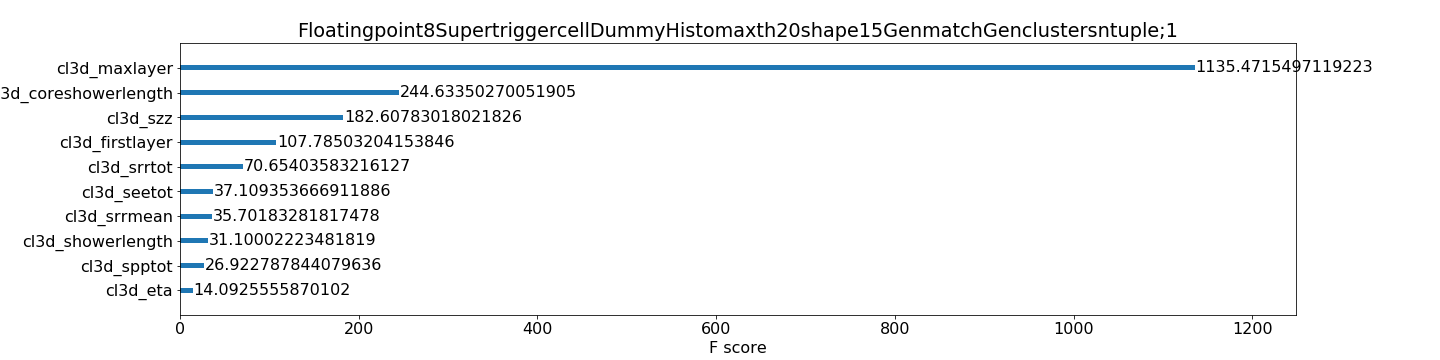 Floatingpoint8SupertriggercellDummyHistomaxth20shape15GenmatchGenclustersntuple;1
cl3d_maxlayer 1135.4715497119223
3d_coreshowerlength 244.63350270051905
cl3d_szz 182.60783018021826
cl3d_firstlayer 107.78503204153846
cl3d_srrtot 70.65403583216127
cl3d_seetot 37.109353666911886
cl3d_srrmean 35.70183281817478
cl3d_showerlength 31.10002223481819
cl3d_spptot 26.922787844079636
cl3d_eta 14.0925555870102
0 200 400 600 800 1000 1200
F score